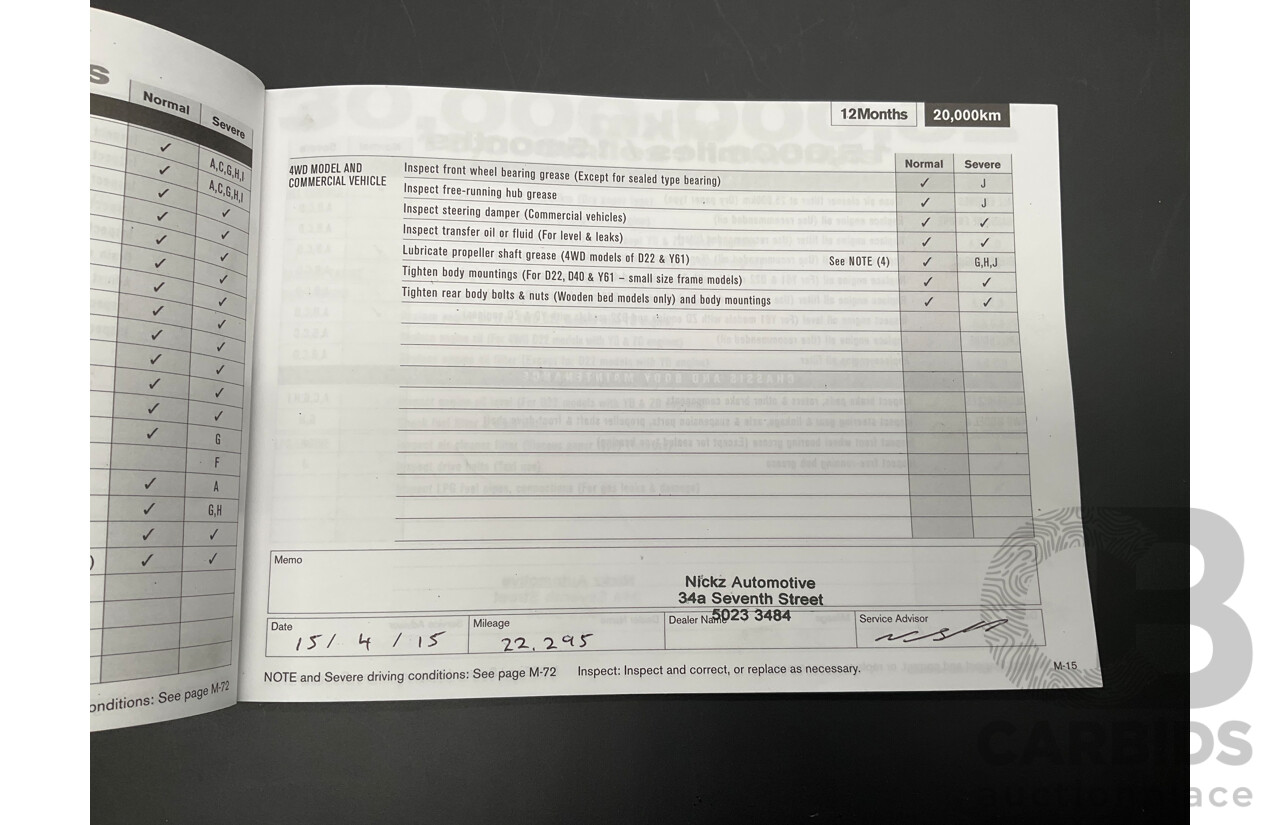 s
Normal Severe
✓
✓ A,C,G,H,I
✓ A,C,G,H,I
✓ ✓
✓ ✓
✓ ✓
✓ ✓
✓ ✓
✓ ✓
✓ ✓
✓ ✓
✓ ✓
✓ G
F
✓ A
✓ G,H
✓ ✓
) ✓ ✓
onditions: See page M-72
12Months 20,000km
Normal Severe
4WD MODEL AND
COMMERCIAL VEHICLE
Inspect front wheel bearing grease (Except for sealed type bearing) ✓ J
Inspect free-running hub grease ✓ J
Inspect steering damper (Commercial vehicles) ✓ ✓
Inspect transfer oil or fluid (For level & leaks) ✓ ✓
Lubricate propeller shaft grease (4WD models of D22 & Y61) See NOTE (4) ✓ G,H,J
Tighten body mountings (For D22, D40 & Y61 – small size frame models) ✓ ✓
Tighten rear body bolts & nuts (Wooden bed models only) and body mountings ✓ ✓
Memo
Nickz Automotive
34a Seventh Street
5023 3484
Date 15/ 4 / 15
Mileage 22,295
Dealer Name
Service Advisor
NOTE and Severe driving conditions: See page M-72 Inspect: Inspect and correct, or replace as necessary.
M-15
CARBIDS